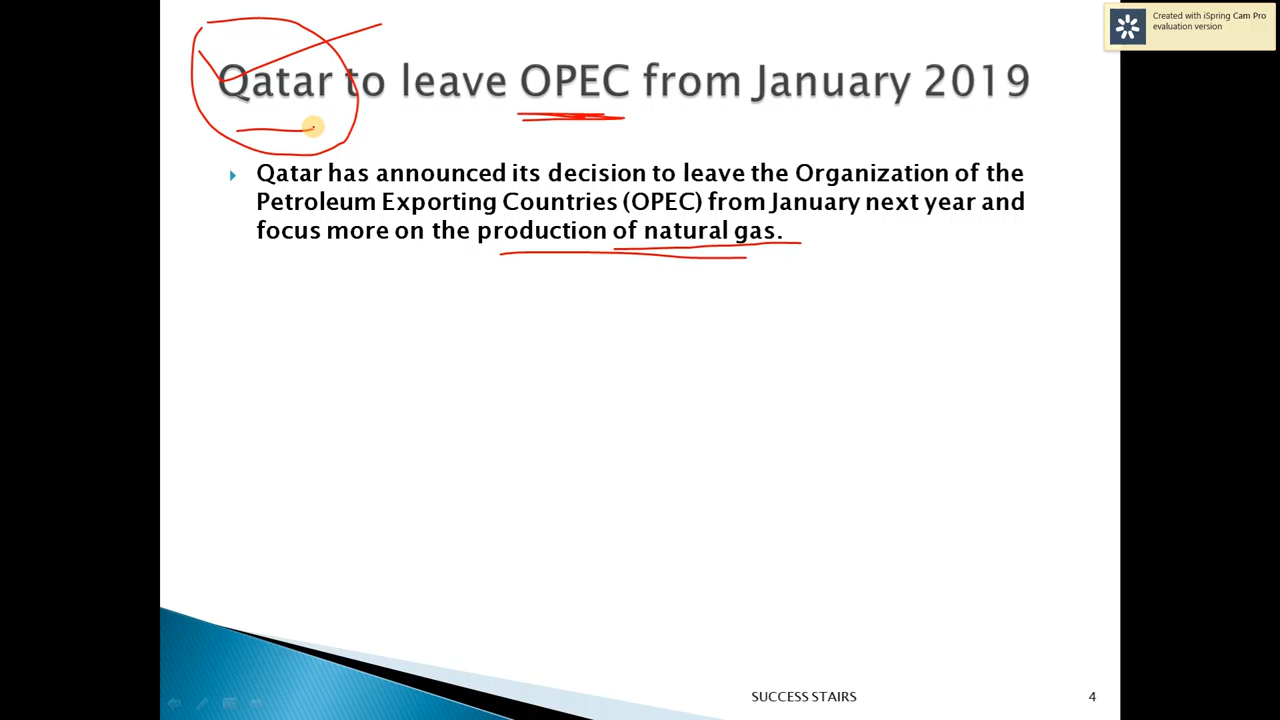 Created with iSpring Cam Pro
evaluation version
Qatar to leave OPEC from January 2019
Qatar has announced its decision to leave the Organization of the
Petroleum Exporting Countries (OPEC) from January next year and
focus more on the production of natural gas.
SUCCESS STAIRS
4